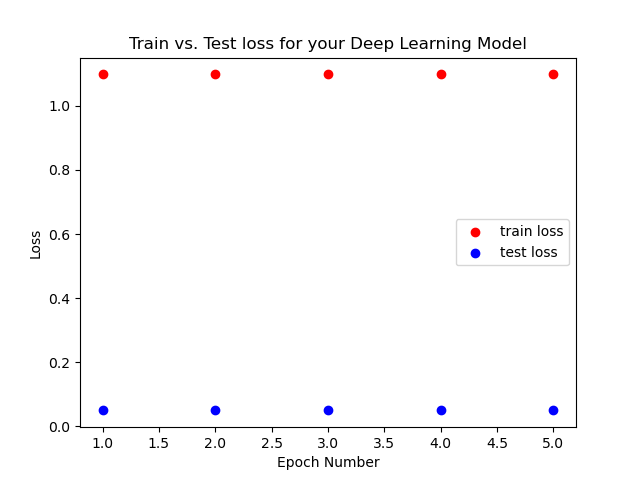 Train vs. Test loss for your Deep Learning Model
1.0
0.8
0.6
0.4
0.2
0.0
Loss
train loss
test loss
1.0 1.5 2.0 2.5 3.0 3.5 4.0 4.5 5.0
Epoch Number